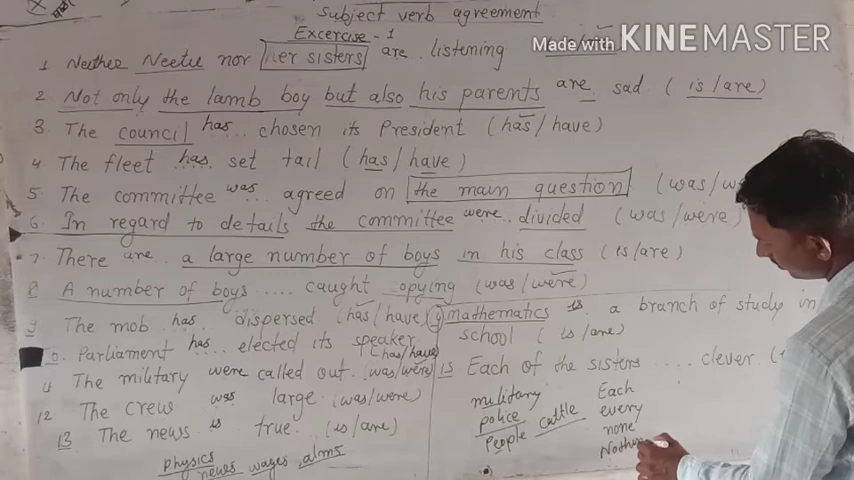 Subject verb agreement
Excercise - 1
Made with KINEMASTER
1 Neither Neetu nor her sisters are listening
2 Not only the lamb boy but also his parents are sad (is/are)
3 The council has... chosen its President (has/have)
4 The fleet has set tail (has/have)
5 The committee was... agreed on the main question (was/w
6. In regard to details the committee were.. divided (was/were)
7. There are.. a large number of boys in his class (is/are)
8 A number of boys ..... caught opying (was/were)
9 The mob has dispersed. (has/have)
10. Parliament has... elected its speaker (has/have)
11 The military were called out. (was/were)
12 The crew was large (was/were)
13 The news is true. (is/are)
physics news wages, alms
mathematics is a branch of study in
school (is/are)
Each of the sisters ... clever.
military
police
People cattle
Each
every
none
Nothin